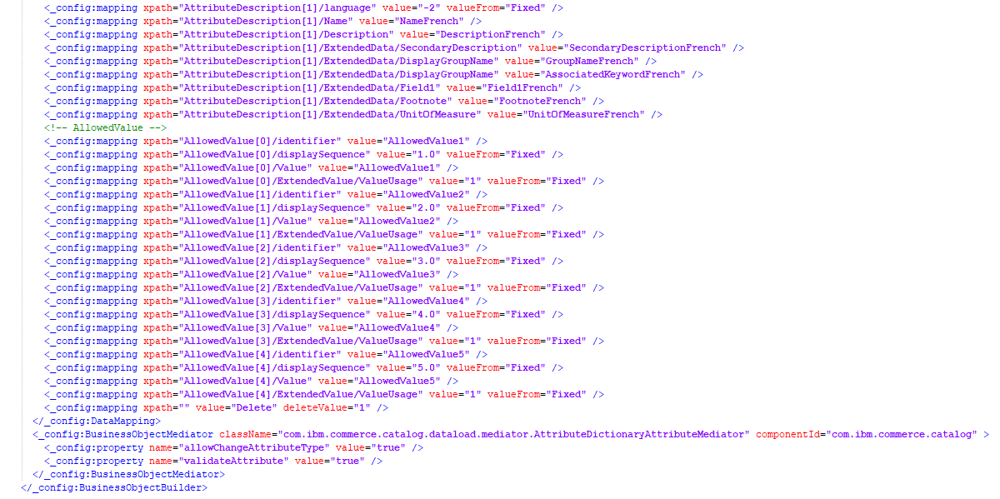 <_config:mapping xpath="AttributeDescription[1]/language" value="-2" valueFrom="Fixed" />
<_config:mapping xpath="AttributeDescription[1]/Name" value="NameFrench" />
<_config:mapping xpath="AttributeDescription[1]/Description" value="DescriptionFrench" />
<_config:mapping xpath="AttributeDescription[1]/ExtendedData/SecondaryDescription" value="SecondaryDescriptionFrench" />
<_config:mapping xpath="AttributeDescription[1]/ExtendedData/DisplayGroupName" value="GroupNameFrench" />
<_config:mapping xpath="AttributeDescription[1]/ExtendedData/DisplayGroupName" value="AssociatedKeywordFrench" />
<_config:mapping xpath="AttributeDescription[1]/ExtendedData/Field1" value="Field1French" />
<_config:mapping xpath="AttributeDescription[1]/ExtendedData/Footnote" value="FootnoteFrench" />
<_config:mapping xpath="AttributeDescription[1]/ExtendedData/UnitOfMeasure" value="UnitOfMeasureFrench" />
<!-- AllowedValue -->
<_config:mapping xpath="AllowedValue[0]/identifier" value="AllowedValue1" />
<_config:mapping xpath="AllowedValue[0]/displaySequence" value="1.0" valueFrom="Fixed" />
<_config:mapping xpath="AllowedValue[0]/Value" value="AllowedValue1" />
<_config:mapping xpath="AllowedValue[0]/ExtendedValue/ValueUsage" value="1" valueFrom="Fixed" />
<_config:mapping xpath="AllowedValue[1]/identifier" value="AllowedValue2" />
<_config:mapping xpath="AllowedValue[1]/displaySequence" value="2.0" valueFrom="Fixed" />
<_config:mapping xpath="AllowedValue[1]/Value" value="AllowedValue2" />
<_config:mapping xpath="AllowedValue[1]/ExtendedValue/ValueUsage" value="1" valueFrom="Fixed" />
<_config:mapping xpath="AllowedValue[2]/identifier" value="AllowedValue3" />
<_config:mapping xpath="AllowedValue[2]/displaySequence" value="3.0" valueFrom="Fixed" />
<_config:mapping xpath="AllowedValue[2]/Value" value="AllowedValue3" />
<_config:mapping xpath="AllowedValue[2]/ExtendedValue/ValueUsage" value="1" valueFrom="Fixed" />
<_config:mapping xpath="AllowedValue[3]/identifier" value="AllowedValue4" />
<_config:mapping xpath="AllowedValue[3]/displaySequence" value="4.0" valueFrom="Fixed" />
<_config:mapping xpath="AllowedValue[3]/Value" value="AllowedValue4" />
<_config:mapping xpath="AllowedValue[3]/ExtendedValue/ValueUsage" value="1" valueFrom="Fixed" />
<_config:mapping xpath="AllowedValue[4]/identifier" value="AllowedValue5" />
<_config:mapping xpath="AllowedValue[4]/displaySequence" value="5.0" valueFrom="Fixed" />
<_config:mapping xpath="AllowedValue[4]/Value" value="AllowedValue5" />
<_config:mapping xpath="AllowedValue[4]/ExtendedValue/ValueUsage" value="1" valueFrom="Fixed" />
<_config:mapping xpath="" value="Delete" deleteValue="1" />
</_config:DataMapping>
<_config:BusinessObjectMediator className="com.ibm.commerce.catalog.dataload.mediator.AttributeDictionaryAttributeMediator" componentId="com.ibm.commerce.catalog" >
<_config:property name="allowChangeAttributeType" value="true" />
<_config:property name="validateAttribute" value="true" />
</_config:BusinessObjectMediator>
</_config:BusinessObjectBuilder>